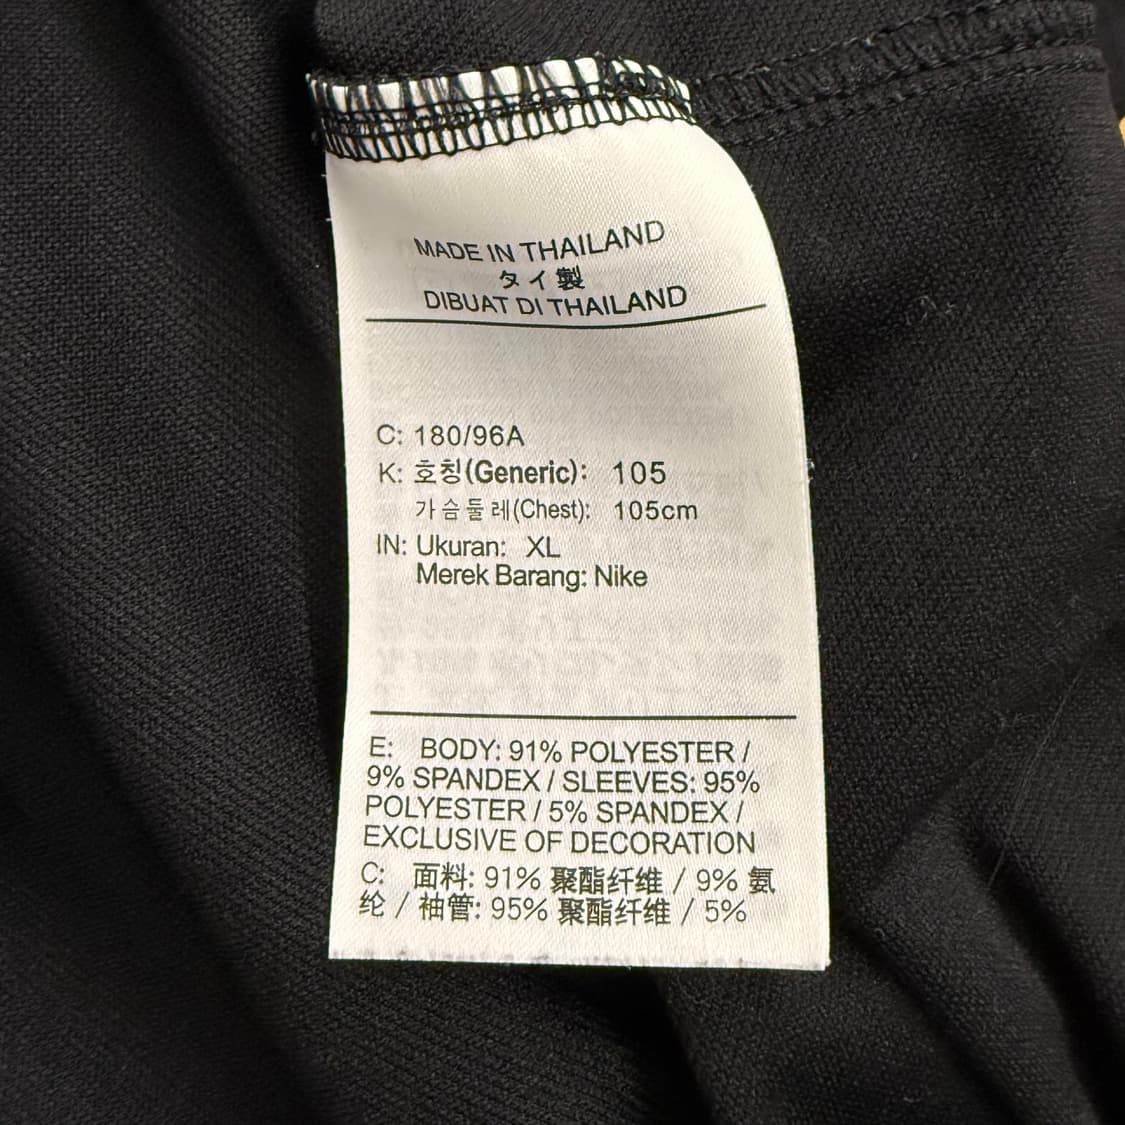 MADE IN THAILAND
タイ製
DIBUAT DI THAILAND
C: 180/96A
K: 호칭(Generic): 105
가슴둘레(Chest): 105cm
IN: Ukuran: XL
Merek Barang: Nike
E: BODY: 91% POLYESTER /
9% SPANDEX / SLEEVES: 95%
POLYESTER / 5% SPANDEX /
EXCLUSIVE OF DECORATION
C: 面料: 91% 聚酯纤维 / 9% 氨
纶 / 袖管: 95% 聚酯纤维 / 5%